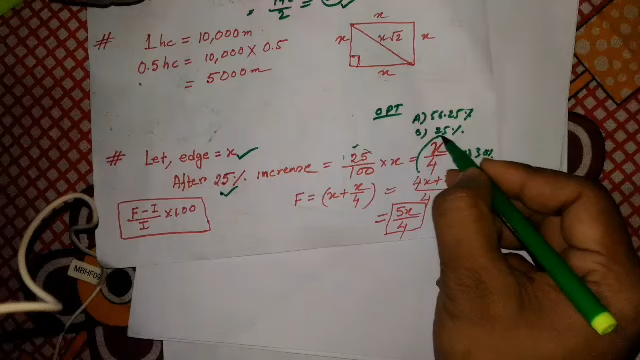 2
x
# 1 hc = 10,000 m
x x√2 x
0.5 hc = 10,000 × 0.5
= 5000 m
x
OPT A) 56.25%
25%
# Let, edge = x
After 25% increase = 25/100 × x = x/4
F = (x + x/4) = 4x+ /4
F-I/I × 100
= 5x/4